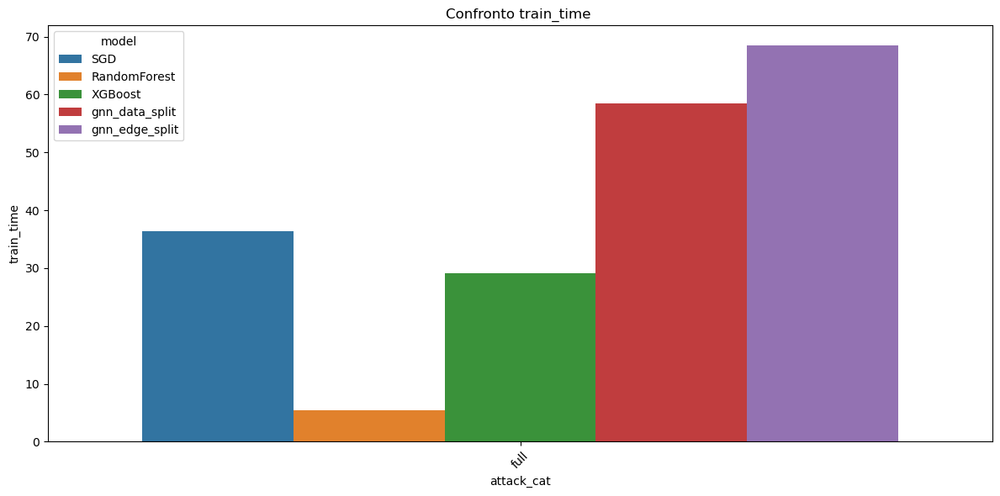 Confronto train_time
model
SGD
RandomForest
XGBoost
gnn_data_split
gnn_edge_split
train_time
70
60
50
40
30
20
10
0
full
attack_cat